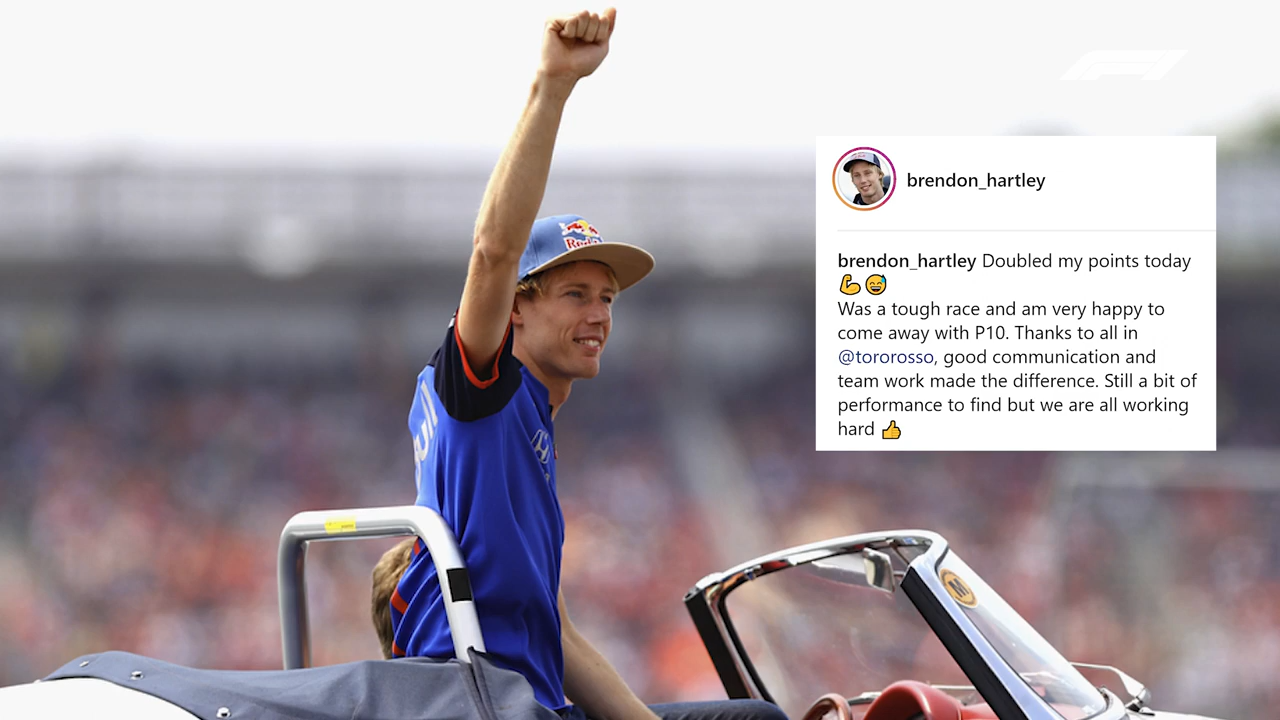 F1
brendon_hartley
brendon_hartley Doubled my points today
💪😅
Was a tough race and am very happy to
come away with P10. Thanks to all in
@tororosso, good communication and
team work made the difference. Still a bit of
performance to find but we are all working
hard 👍
Red
M